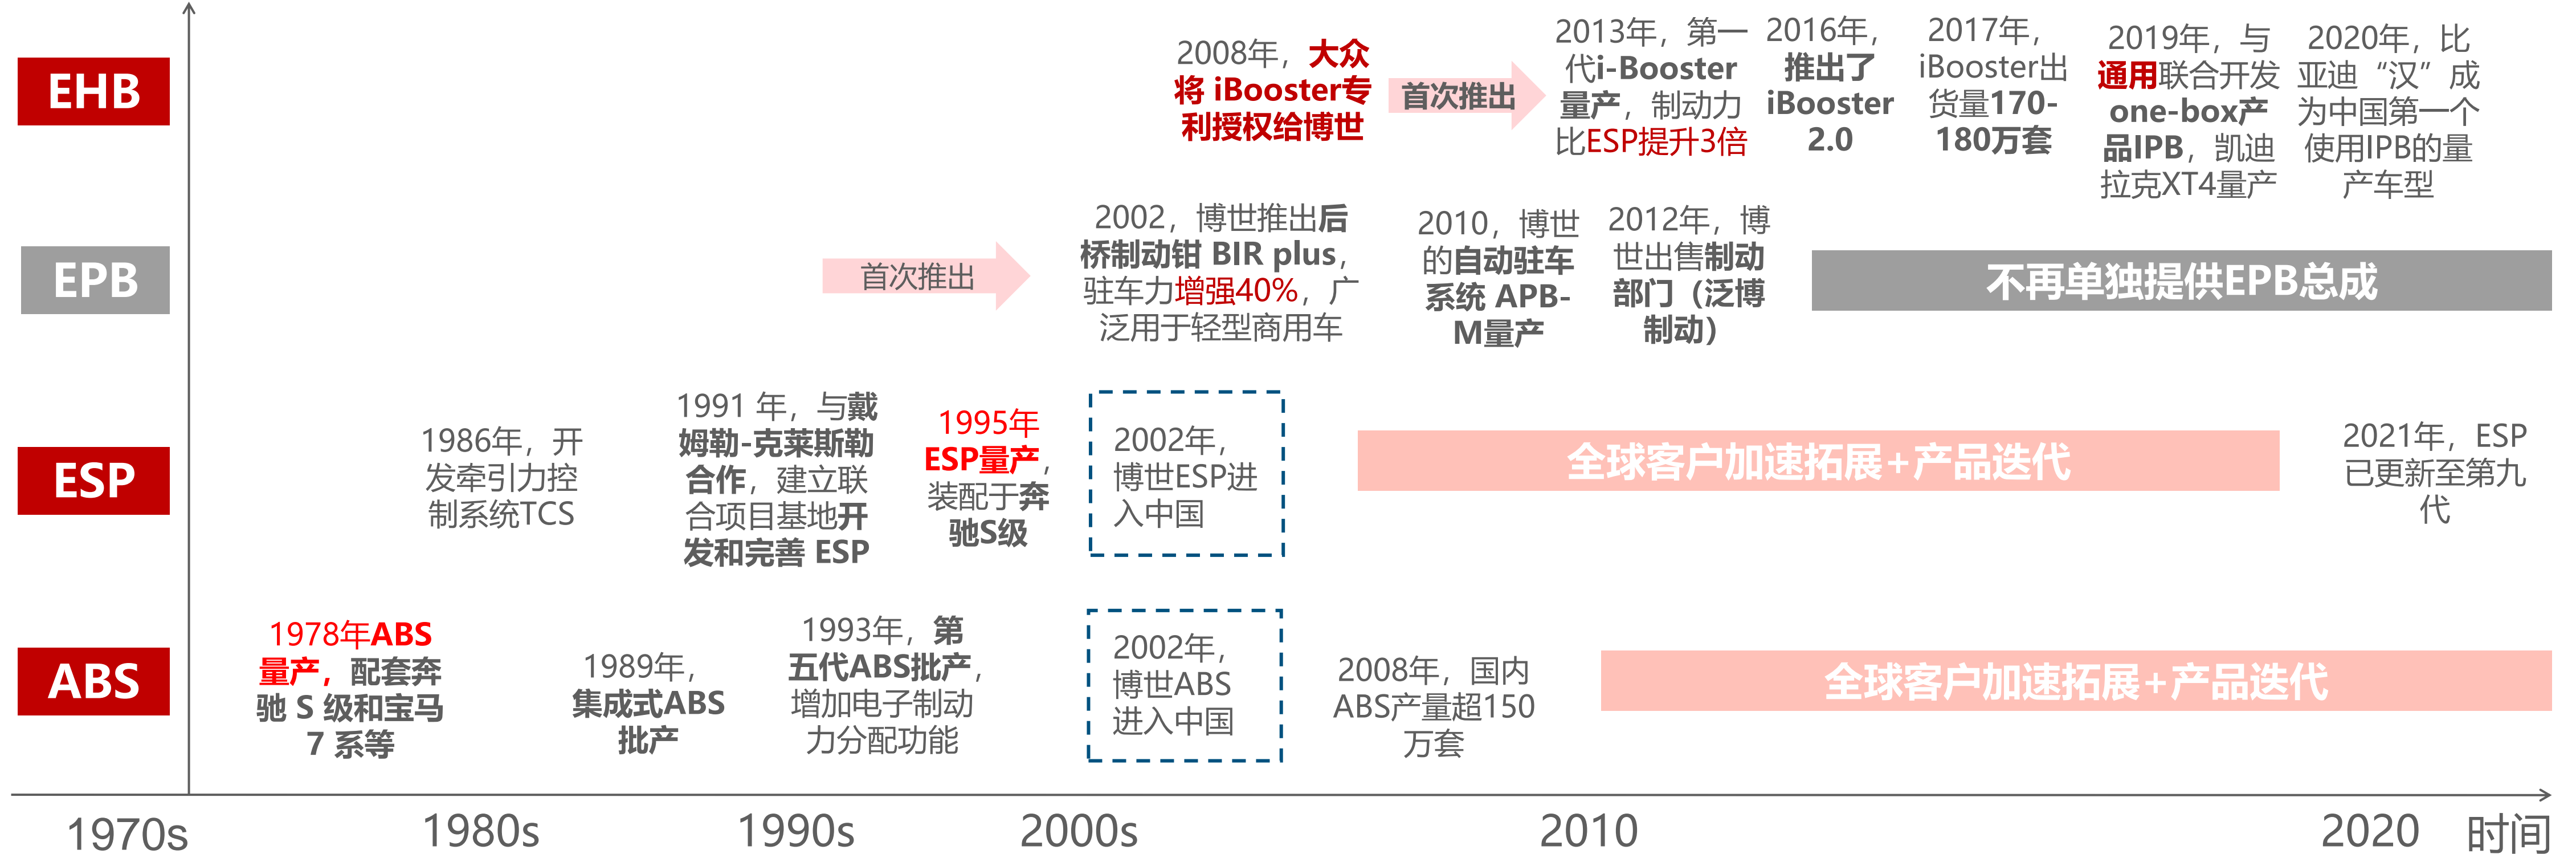 EHB
2008年，大众
将 iBooster专
利授权给博世
首次推出
2013年，第一
代i-Booster
量产，制动力
比ESP提升3倍
2016年，
推出了
iBooster
2.0
2017年，
iBooster出
货量170-
180万套
2019年，与
通用联合开发
one-box产
品IPB，凯迪
拉克XT4量产
2020年，比
亚迪“汉”成
为中国第一个
使用IPB的量
产车型
EPB
首次推出
2002，博世推出后
桥制动钳 BIR plus，
驻车力增强40%，广
泛用于轻型商用车
2010，博世
的自动驻车
系统 APB-
M量产
2012年，博
世出售制动
部门（泛博
制动）
不再单独提供EPB总成
ESP
1986年，开
发牵引力控
制系统TCS
1991 年，与戴
姆勒-克莱斯勒
合作，建立联
合项目基地开
发和完善 ESP
1995年
ESP量产，
装配于奔
驰S级
2002年，
博世ESP进
入中国
全球客户加速拓展+产品迭代
2021年，ESP
已更新至第九
代
ABS
1978年ABS
量产，配套奔
驰 S 级和宝马
7 系等
1989年，
集成式ABS
批产
1993年，第
五代ABS批产，
增加电子制动
力分配功能
2002年，
博世ABS
进入中国
2008年，国内
ABS产量超150
万套
全球客户加速拓展+产品迭代
1970s
1980s
1990s
2000s
2010
2020
时间